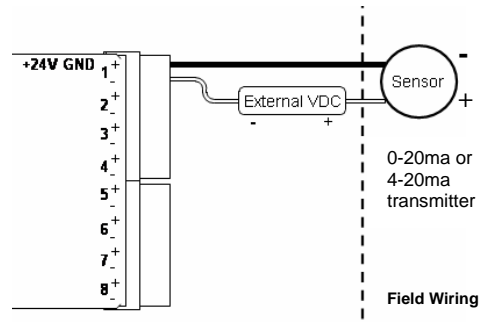 +24V GND 1 + -
2 + -
3 + -
4 + -
5 + -
6 + -
7 + -
8 + -
External VDC
- +
Sensor
-
+
0-20ma or
4-20ma
transmitter
Field Wiring